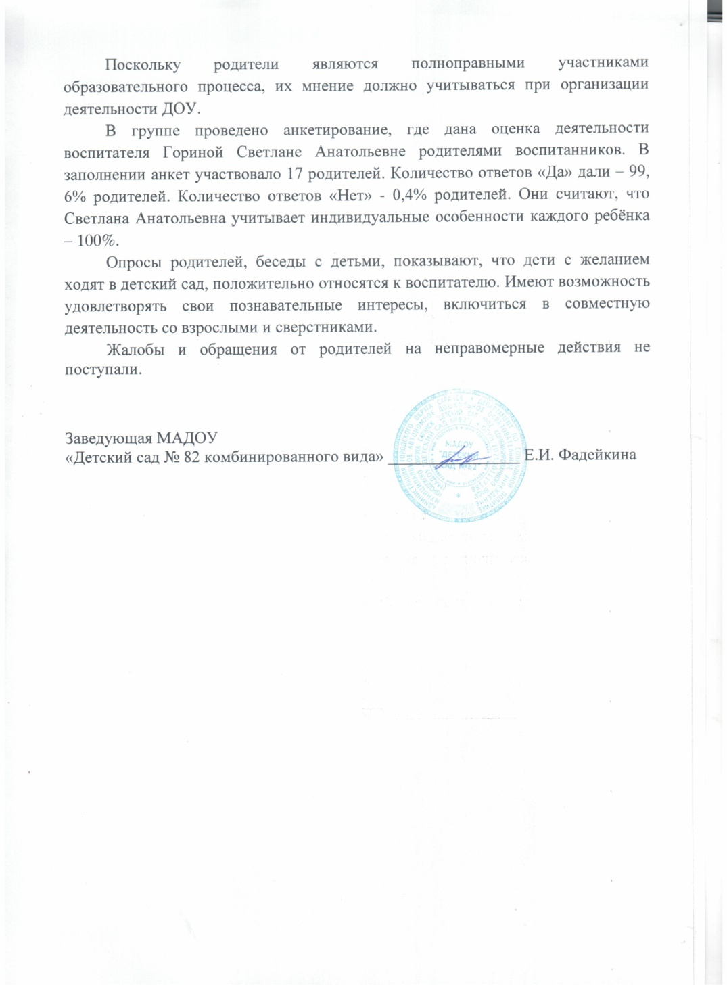 Поскольку родители являются полноправными участниками
образовательного процесса, их мнение должно учитываться при организации
деятельности ДОУ.
В группе проведено анкетирование, где дана оценка деятельности
воспитателя Гориной Светлане Анатольевне родителями воспитанников. В
заполнении анкет участвовало 17 родителей. Количество ответов «Да» дали – 99,
6% родителей. Количество ответов «Нет» - 0,4% родителей. Они считают, что
Светлана Анатольевна учитывает индивидуальные особенности каждого ребёнка
– 100%.
Опросы родителей, беседы с детьми, показывают, что дети с желанием
ходят в детский сад, положительно относятся к воспитателю. Имеют возможность
удовлетворять свои познавательные интересы, включиться в совместную
деятельность со взрослыми и сверстниками.
Жалобы и обращения от родителей на неправомерные действия не
поступали.
Заведующая МАДОУ
«Детский сад № 82 комбинированного вида» ________________ Е.И. Фадейкина
МАДОУ
"ДЕТСКИЙ
САД №82"